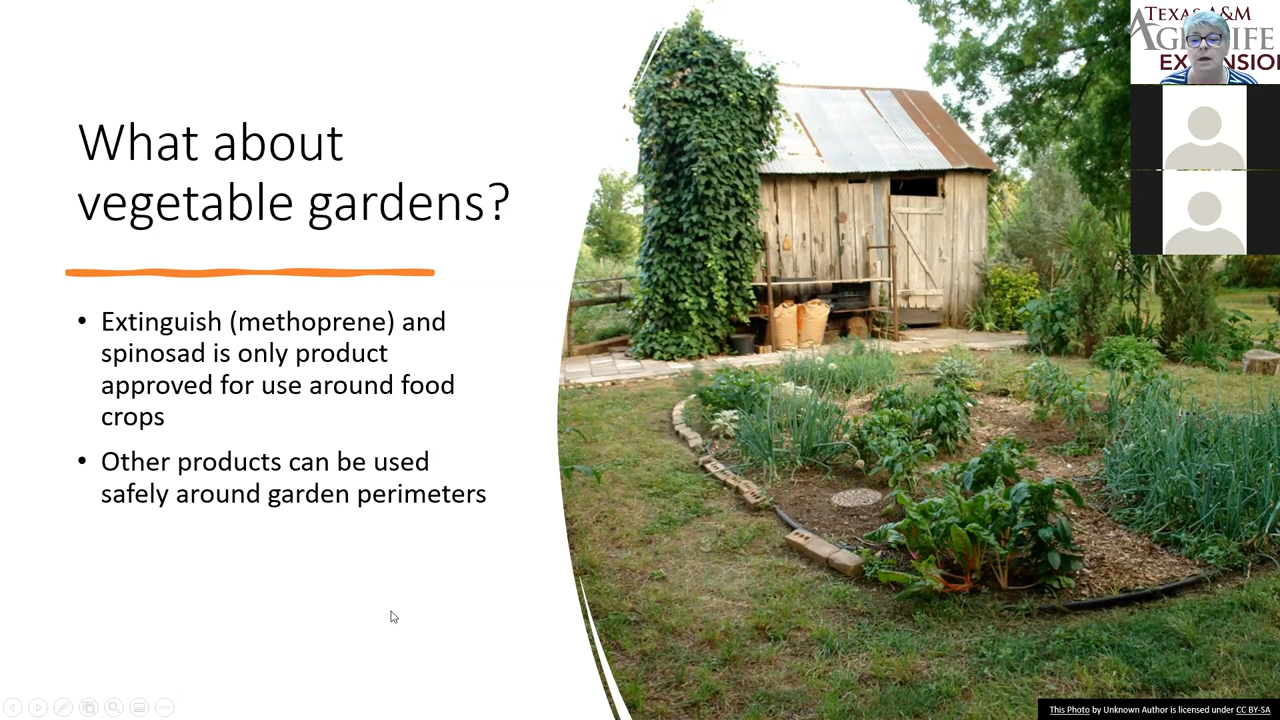 What about
vegetable gardens?
• Extinguish (methoprene) and
spinosad is only product
approved for use around food
crops
• Other products can be used
safely around garden perimeters
TEXAS A&M
This Photo by Unknown Author is licensed under CC BY-SA